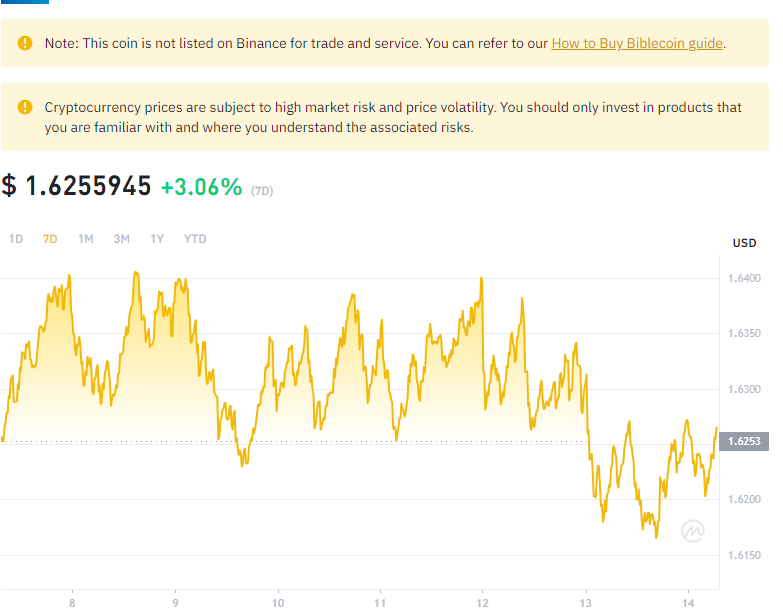 Note: This coin is not listed on Binance for trade and service. You can refer to our How to Buy Biblecoin guide.
Cryptocurrency prices are subject to high market risk and price volatility. You should only invest in products that
you are familiar with and where you understand the associated risks.
$ 1.6255945 +3.06% (7D)
1D 7D 1M 3M 1Y YTD
USD
1.6400
1.6350
1.6300
1.6253
1.6200
1.6150
8 9 10 11 12 13 14